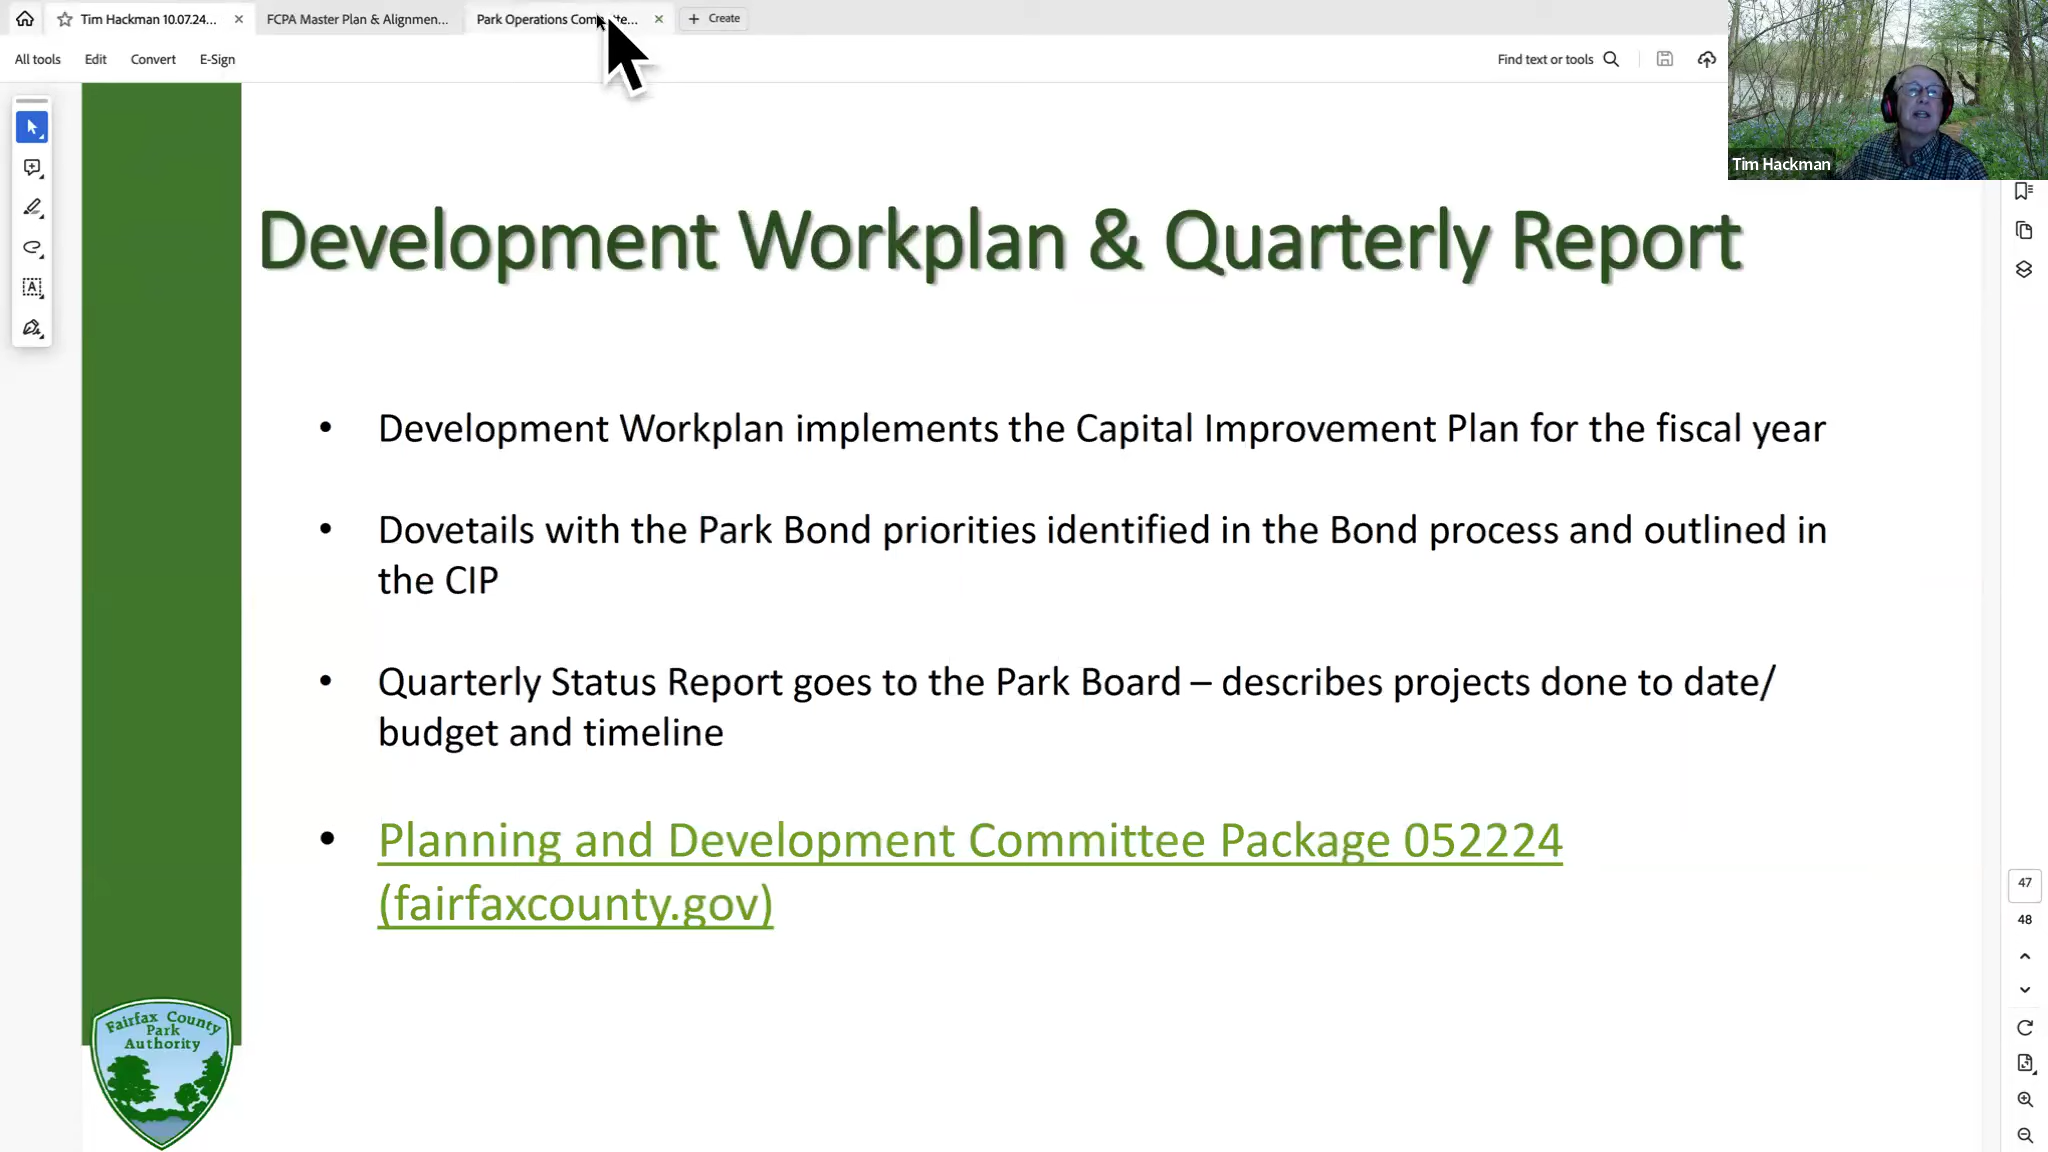 Tim Hackman 10.07.24...
FCPA Master Plan & Alignmen...
Park Operations Com
Create
All tools
Edit
Convert
E-Sign
Find text or tools
Tim Hackman
Development Workplan & Quarterly Report
• Development Workplan implements the Capital Improvement Plan for the fiscal year
• Dovetails with the Park Bond priorities identified in the Bond process and outlined in
the CIP
• Quarterly Status Report goes to the Park Board – describes projects done to date/
budget and timeline
• Planning and Development Committee Package 052224
(fairfaxcounty.gov)
47
48
Fairfax County
Park
Authority